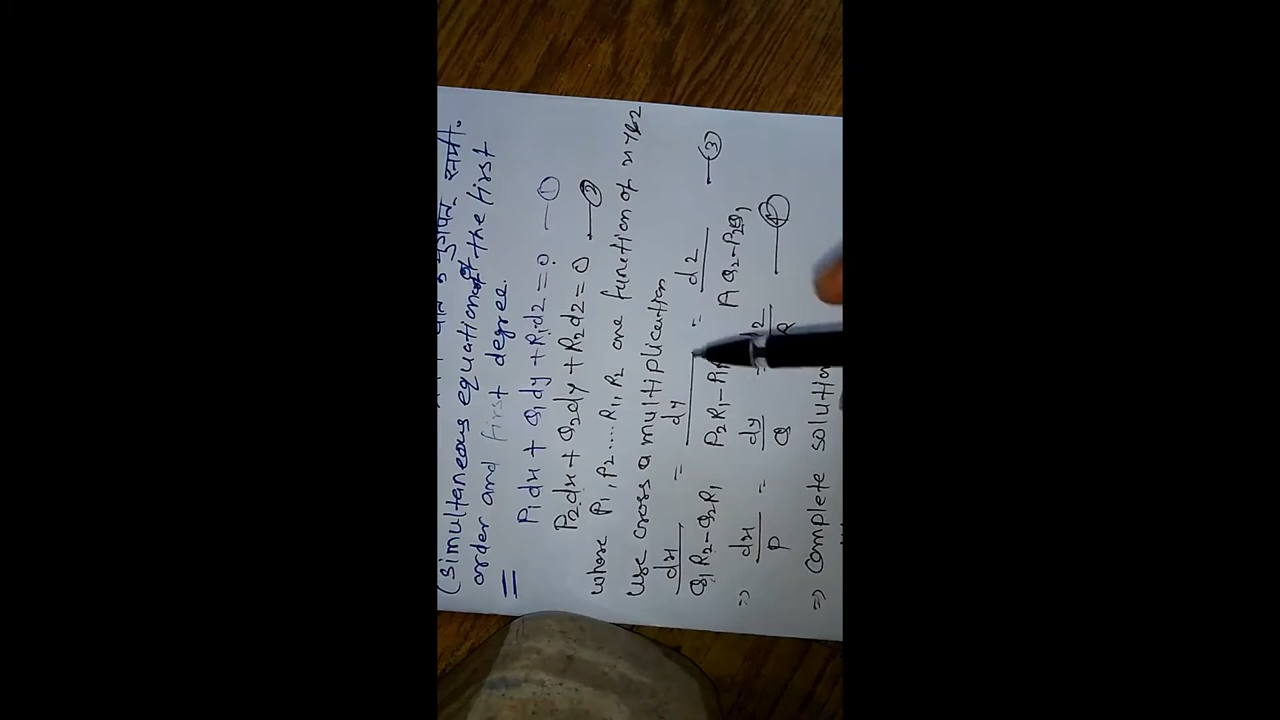 (Simultaneous equation of the first
order and first degree.
=
P₁dx + Q₁dy + R₁dz = 0 — ①
P₂dx + Q₂dy + R₂dz = 0 — ②
where P₁, P₂ .... R₁, R₂ are function of x y & z
use cross a multiplication
dx/(Q₁R₂-Q₂R₁) = dy/(P₂R₁-P₁ = dz/(P₁Q₂-P₂Q₁) — ③
⇒ dx/P = dy/Q = dz/R — ④
⇒ Complete solution